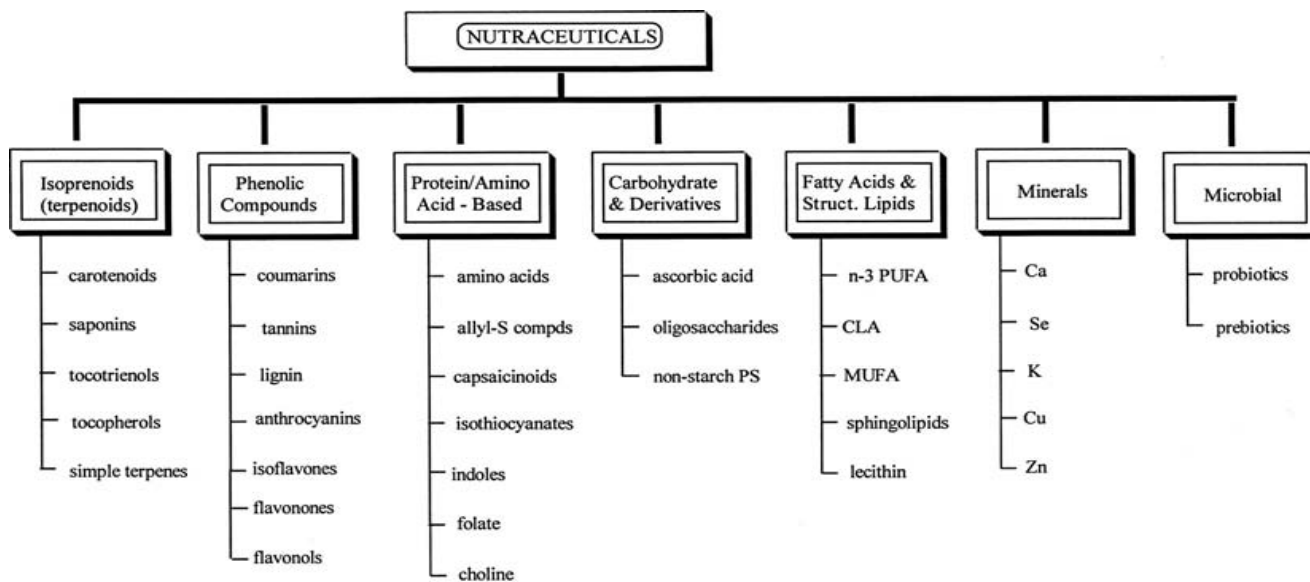 NUTRACEUTICALS
Isoprenoids
(terpenoids)
carotenoids
saponins
tocotrienols
tocopherols
simple terpenes
Phenolic
Compounds
coumarins
tannins
lignin
anthrocyanins
isoflavones
flavonones
flavonols
Protein/Amino
Acid - Based
amino acids
allyl-S compds
capsaicinoids
isothiocyanates
indoles
folate
choline
Carbohydrate
& Derivatives
ascorbic acid
oligosaccharides
non-starch PS
Fatty Acids &
Struct. Lipids
n-3 PUFA
CLA
MUFA
sphingolipids
lecithin
Minerals
Ca
Se
K
Cu
Zn
Microbial
probiotics
prebiotics